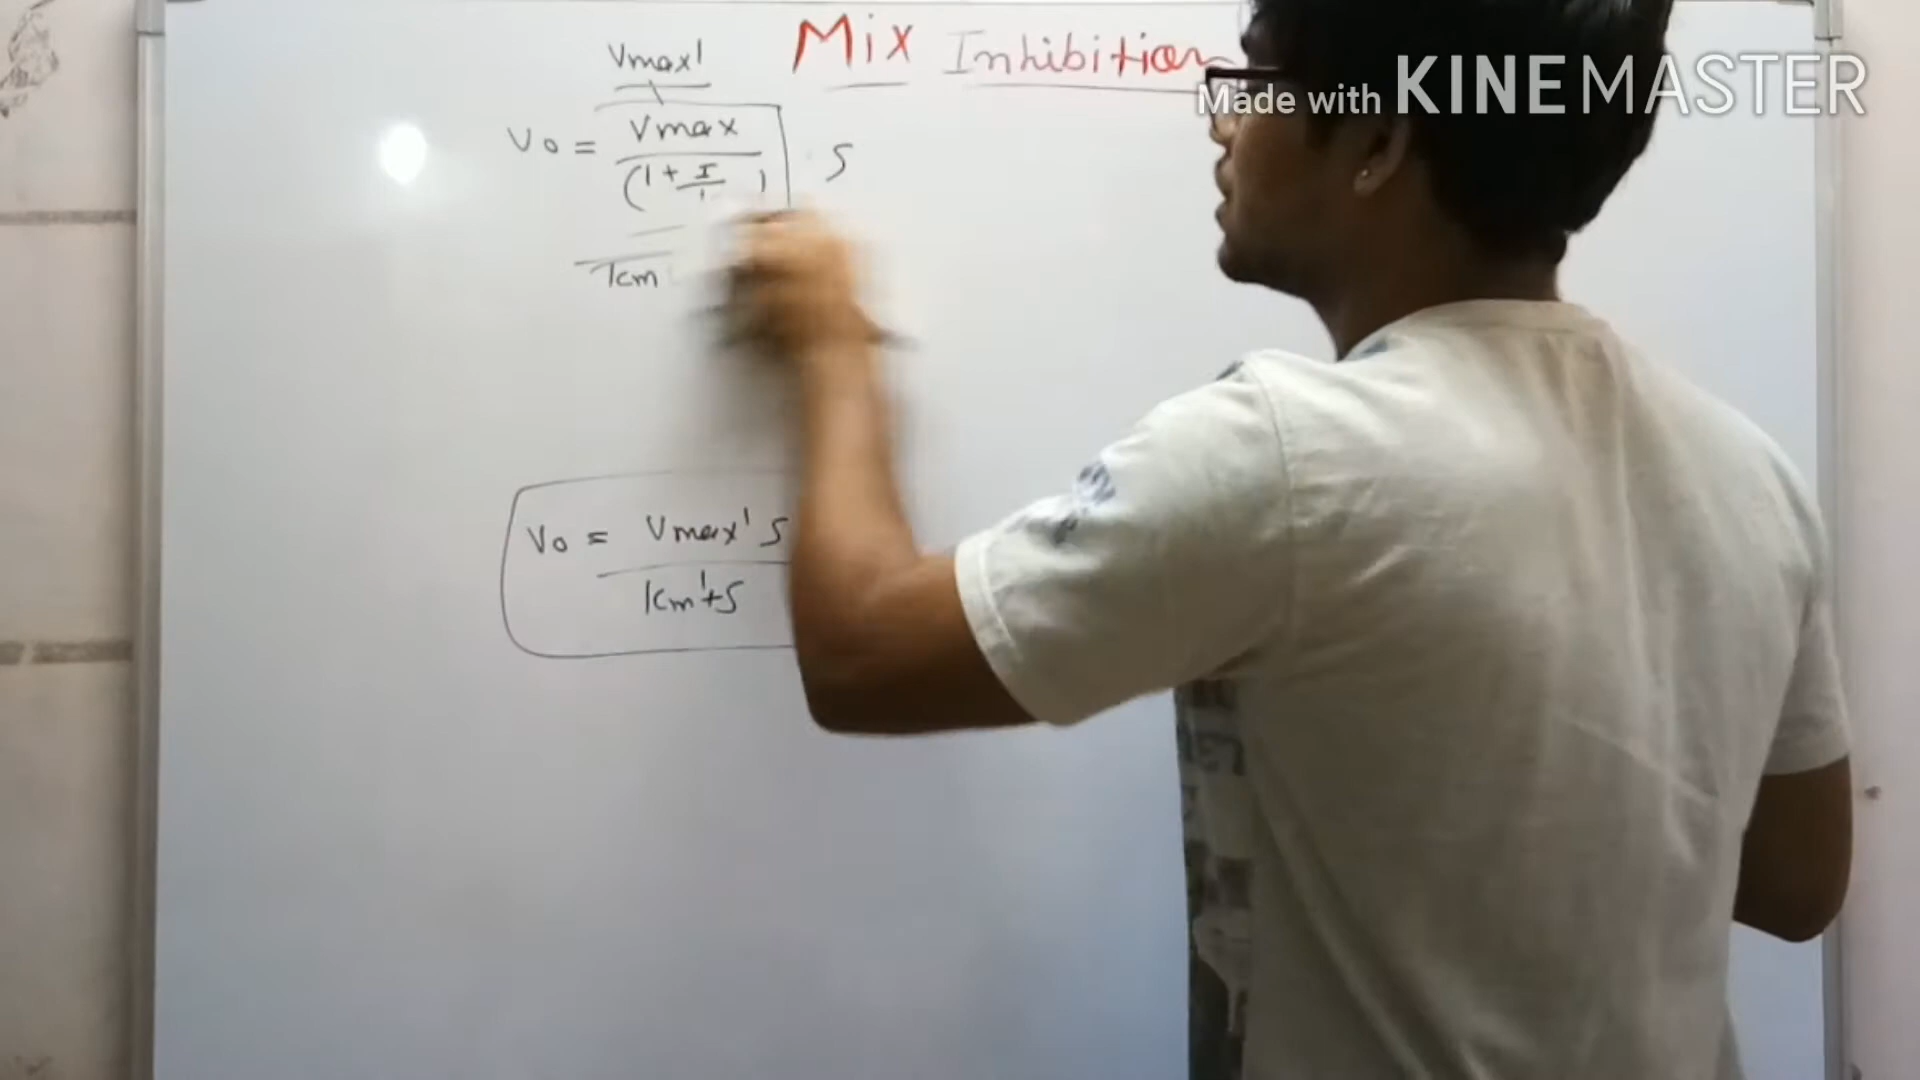 Mix Inhibition
Made with KINEMASTER
Vmax'
Vo = Vmax S
(1 + I
Km
Vo = Vmax' S
Km'+S